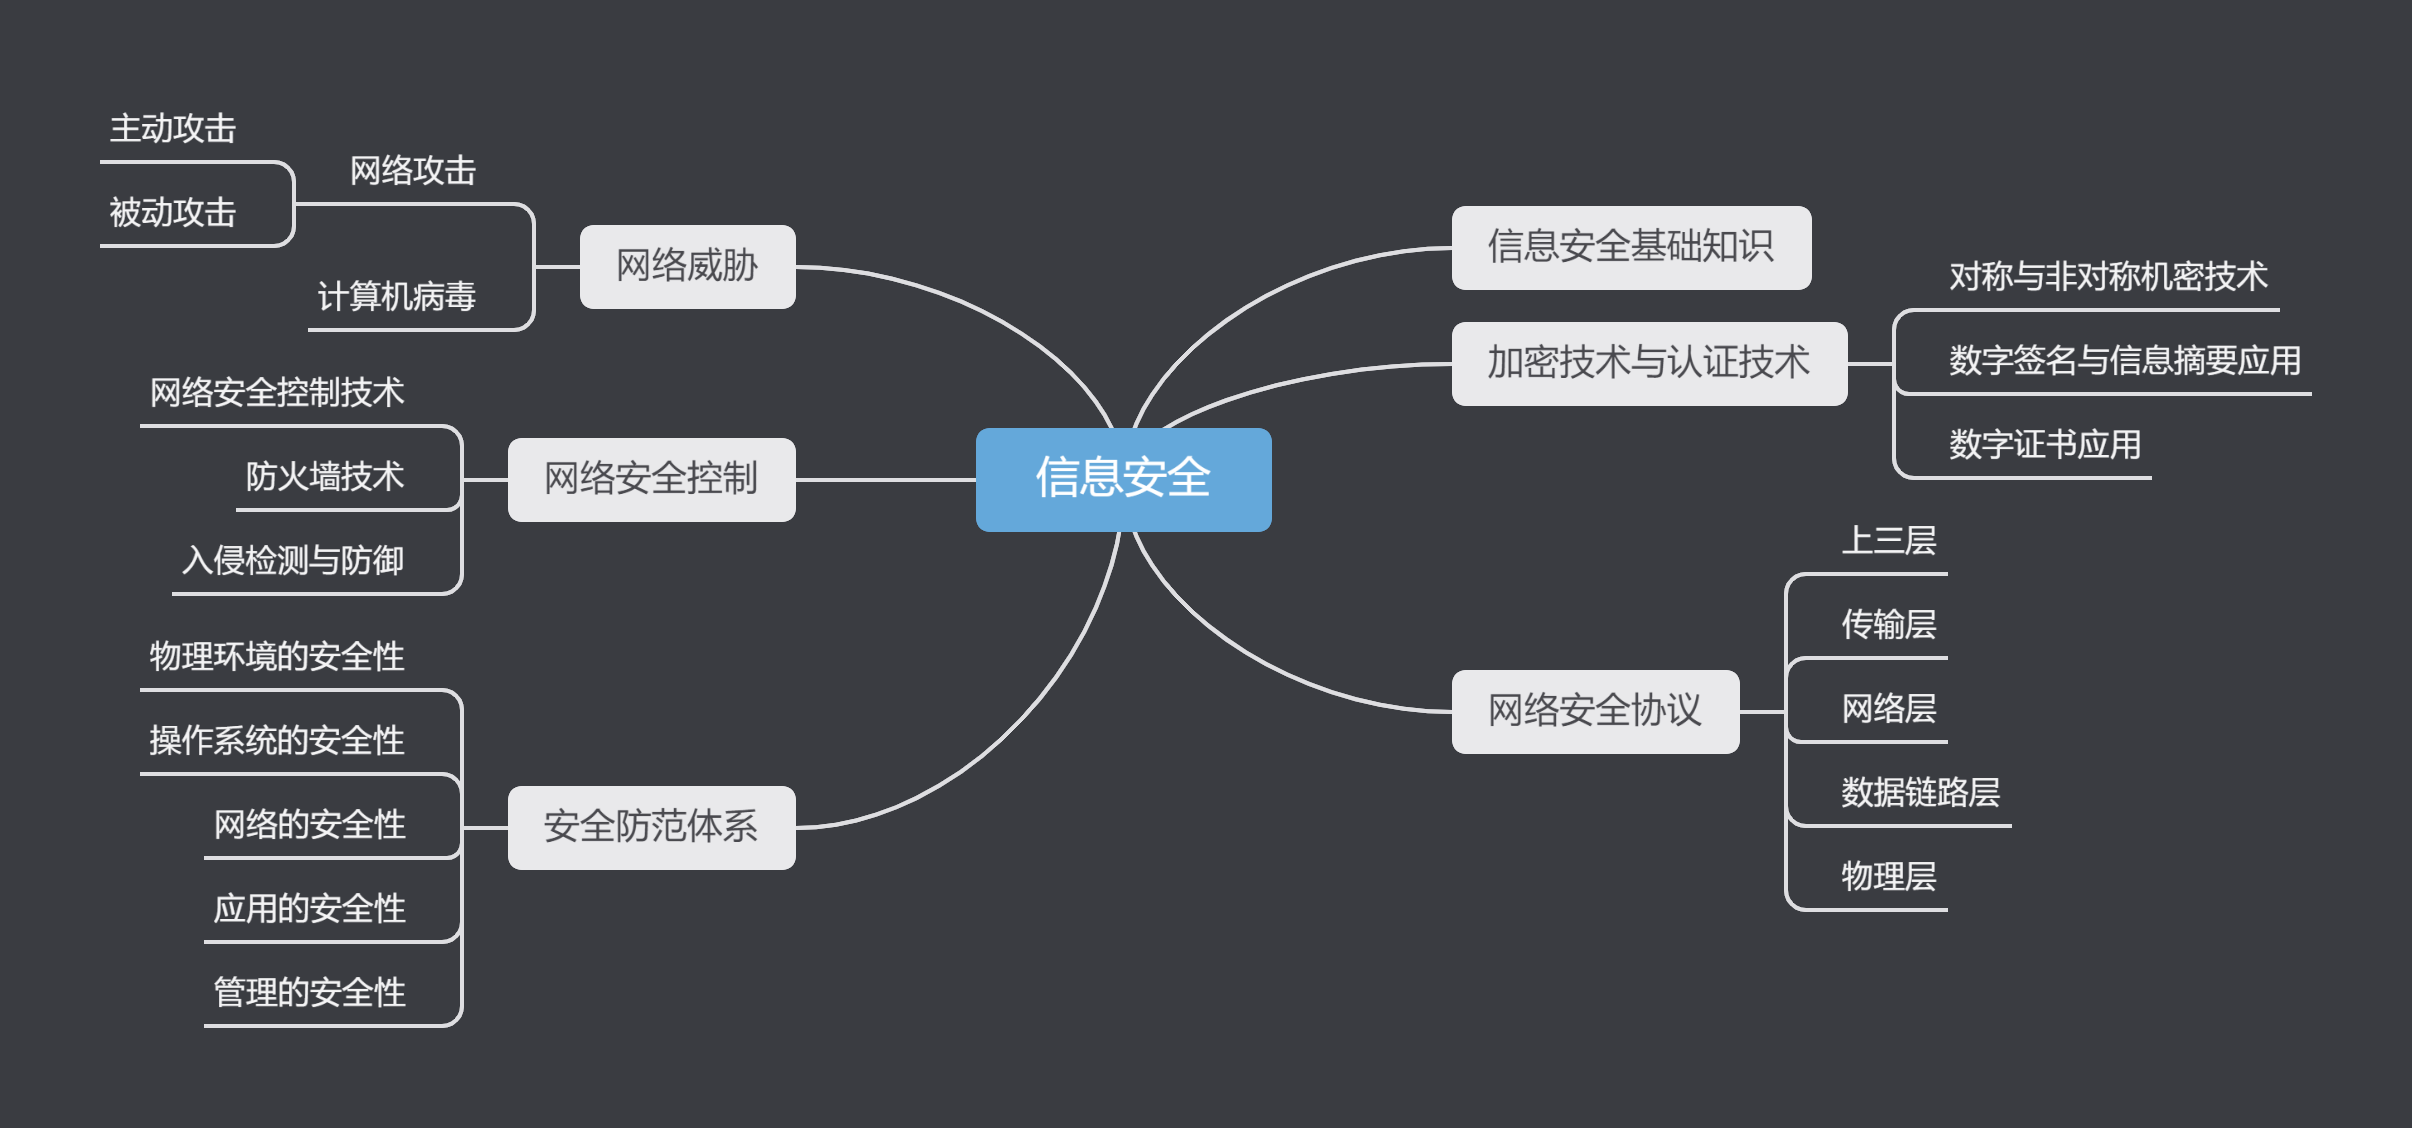 信息安全
信息安全基础知识
加密技术与认证技术
对称与非对称机密技术
数字签名与信息摘要应用
数字证书应用
网络安全协议
上三层
传输层
网络层
数据链路层
物理层
网络威胁
网络攻击
主动攻击
被动攻击
计算机病毒
网络安全控制
网络安全控制技术
防火墙技术
入侵检测与防御
安全防范体系
物理环境的安全性
操作系统的安全性
网络的安全性
应用的安全性
管理的安全性